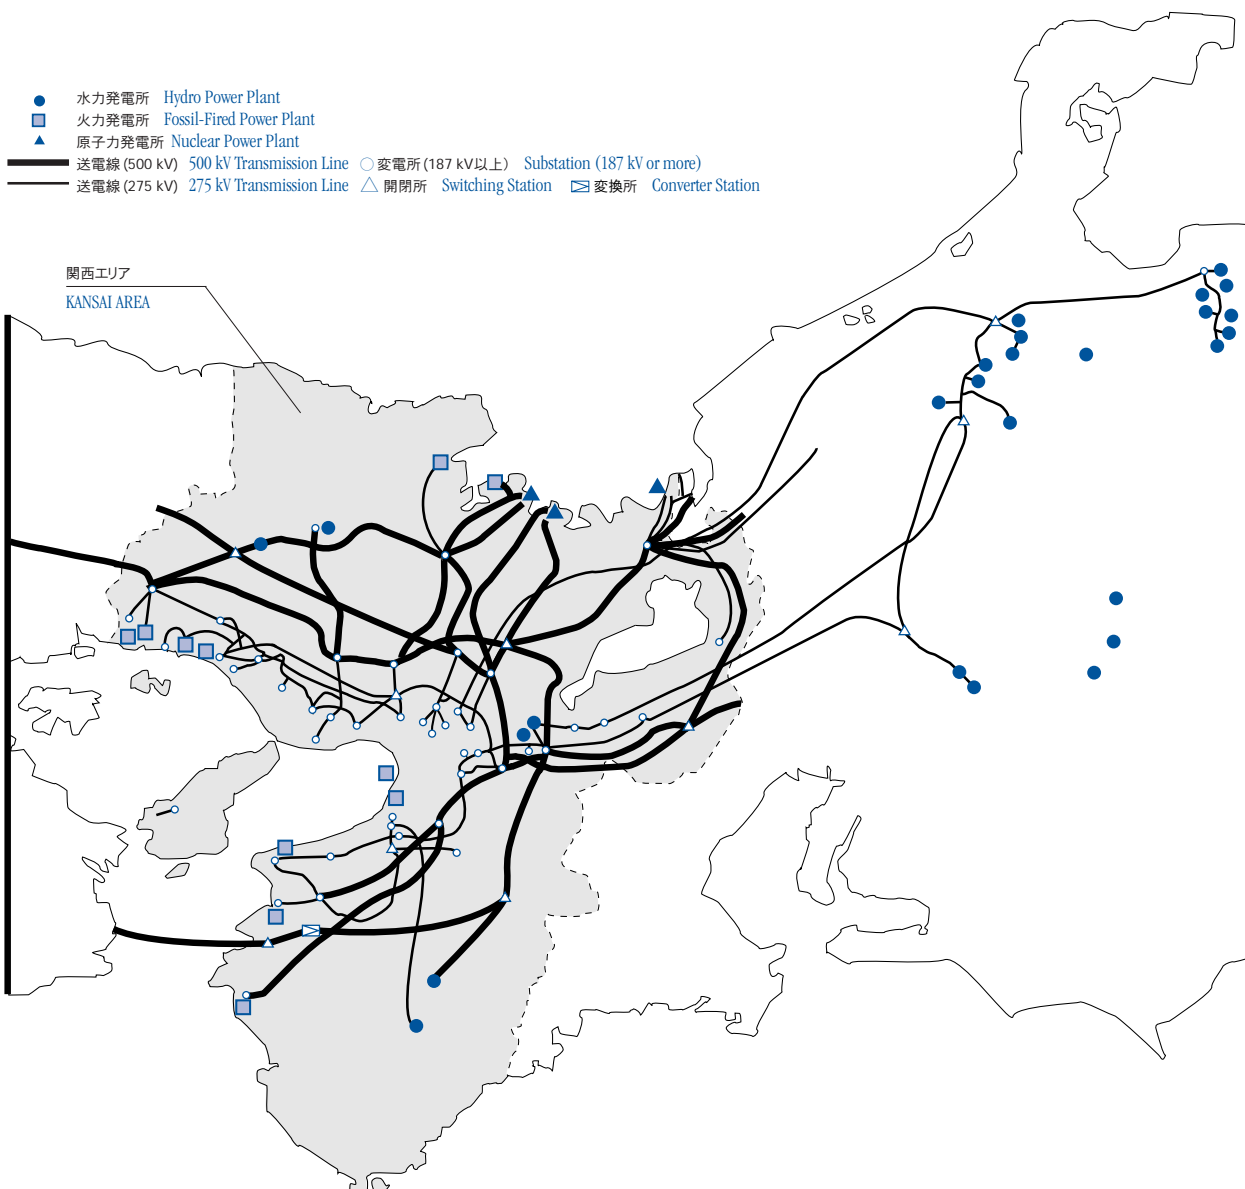 水力発電所 Hydro Power Plant
火力発電所 Fossil-Fired Power Plant
原子力発電所 Nuclear Power Plant
送電線 (500 kV) 500 kV Transmission Line 変電所 (187 kV以上) Substation (187 kV or more)
送電線 (275 kV) 275 kV Transmission Line 開閉所 Switching Station 変換所 Converter Station
関西エリア
KANSAI AREA